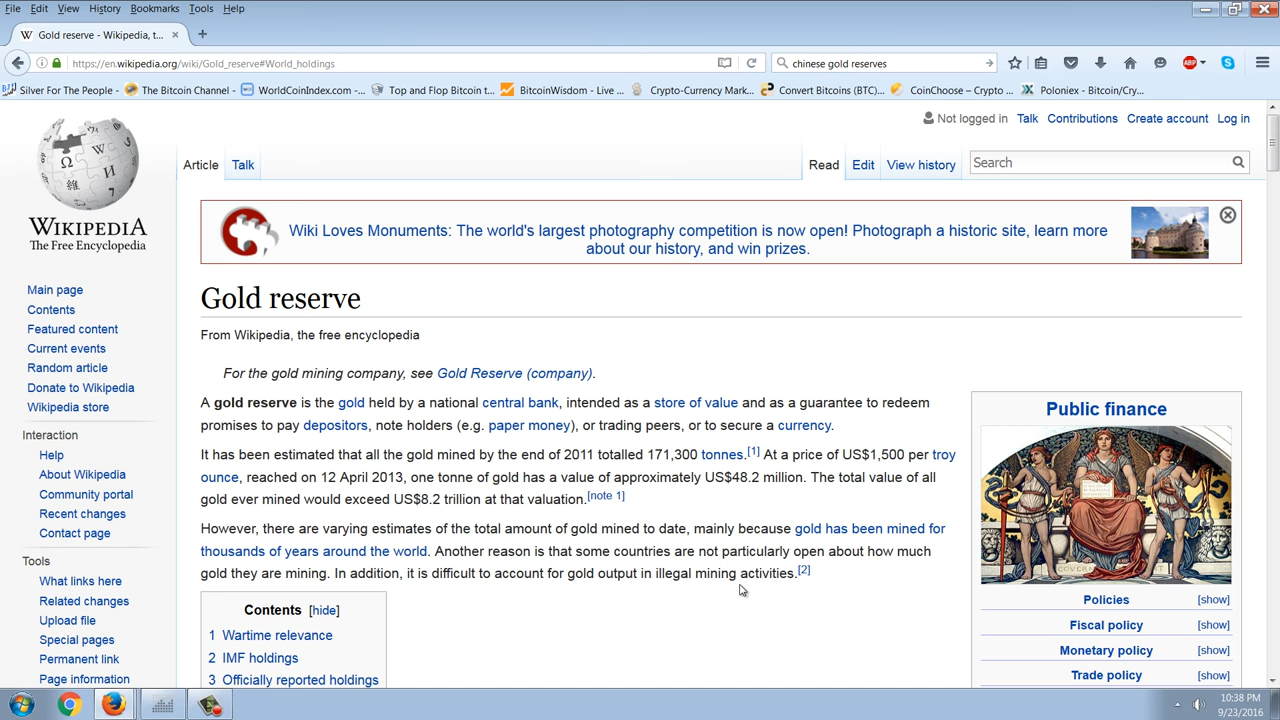 File Edit View History Bookmarks Tools Help
Gold reserve - Wikipedia, t...
https://en.wikipedia.org/wiki/Gold_reserve#World_holdings
chinese gold reserves
ABP
Silver For The People - ...
The Bitcoin Channel - ...
WorldCoinIndex.com - ...
Top and Flop Bitcoin t...
BitcoinWisdom - Live ...
Crypto-Currency Mark...
Convert Bitcoins (BTC)...
CoinChoose – Crypto ...
Poloniex - Bitcoin/Cry...
Not logged in Talk Contributions Create account Log in
Article Talk Read Edit View history Search
WIKIPEDIA
The Free Encyclopedia
Wiki Loves Monuments: The world's largest photography competition is now open! Photograph a historic site, learn more
about our history, and win prizes.
Main page
Contents
Featured content
Current events
Random article
Donate to Wikipedia
Wikipedia store
Interaction
Help
About Wikipedia
Community portal
Recent changes
Contact page
Tools
What links here
Related changes
Upload file
Special pages
Permanent link
Page information
Gold reserve
From Wikipedia, the free encyclopedia
For the gold mining company, see Gold Reserve (company).
A gold reserve is the gold held by a national central bank, intended as a store of value and as a guarantee to redeem
promises to pay depositors, note holders (e.g. paper money), or trading peers, or to secure a currency.
It has been estimated that all the gold mined by the end of 2011 totalled 171,300 tonnes.[1] At a price of US$1,500 per troy
ounce, reached on 12 April 2013, one tonne of gold has a value of approximately US$48.2 million. The total value of all
gold ever mined would exceed US$8.2 trillion at that valuation.[note 1]
However, there are varying estimates of the total amount of gold mined to date, mainly because gold has been mined for
thousands of years around the world. Another reason is that some countries are not particularly open about how much
gold they are mining. In addition, it is difficult to account for gold output in illegal mining activities.[2]
Contents [hide]
1 Wartime relevance
2 IMF holdings
3 Officially reported holdings
Public finance
Policies [show]
Fiscal policy [show]
Monetary policy [show]
Trade policy [show]
10:38 PM
9/23/2016